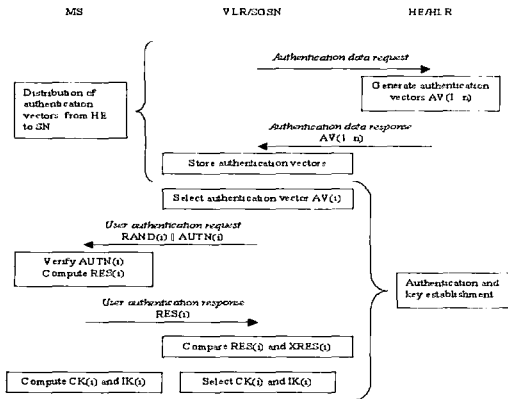 MS VLR/SGSN HE/HLR
Authentication data request
Generate authentication
vectors AV(1 n)
Distribution of
authentication
vectors from HE
to SN
Authentication data response
AV(1 n)
Store authentication vectors
Select authentication vector AV(i)
User authentication request
RAND(i) || AUTN(i)
Verify AUTN(i)
Compute RES(i)
Authentication and
key establishment
User authentication response
RES(i)
Compare RES(i) and XRES(i)
Compute CK(i) and IK(i)
Select CK(i) and IK(i)